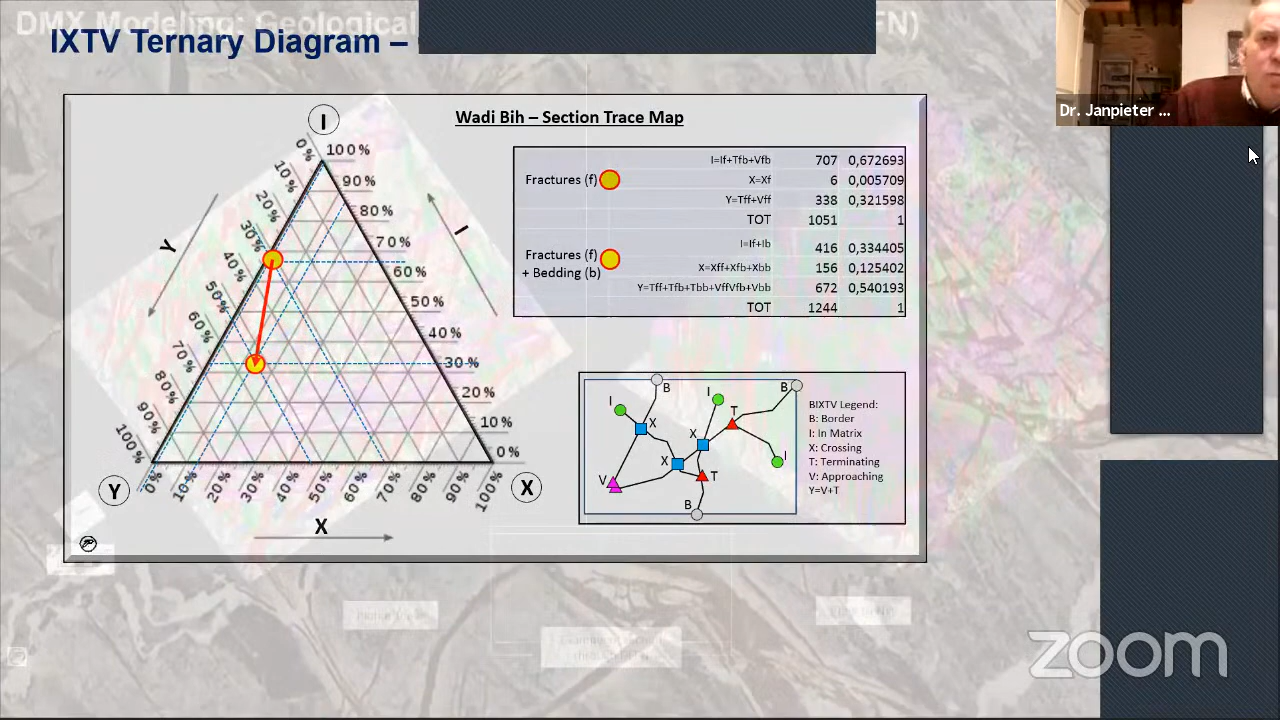 DMX Modeling: Geological
FN)
IXTV Ternary Diagram –
Dr. Janpieter ...
Wadi Bih – Section Trace Map
I
0%
100%
10%
90%
20%
80%
30%
70%
40%
60%
50%
50%
60%
40%
70%
30%
80%
20%
90%
10%
100%
0%
Y
I
Y
X
0%
10%
20%
30%
40%
50%
60%
70%
80%
90%
100%
X
Fractures (f)
I=If+Tfb+Vfb 707 0,672693
X=Xf 6 0,005709
Y=Tff+Vff 338 0,321598
TOT 1051 1
Fractures (f)
+ Bedding (b)
I=If+Ib 416 0,334405
X=Xff+Xfb+Xbb 156 0,125402
Y=Tff+Tfb+Tbb+VffVfb+Vbb 672 0,540193
TOT 1244 1
B
B
I
I
T
X
X
X
I
V
T
B
BIXTV Legend:
B: Border
I: In Matrix
X: Crossing
T: Terminating
V: Approaching
Y=V+T
zoom